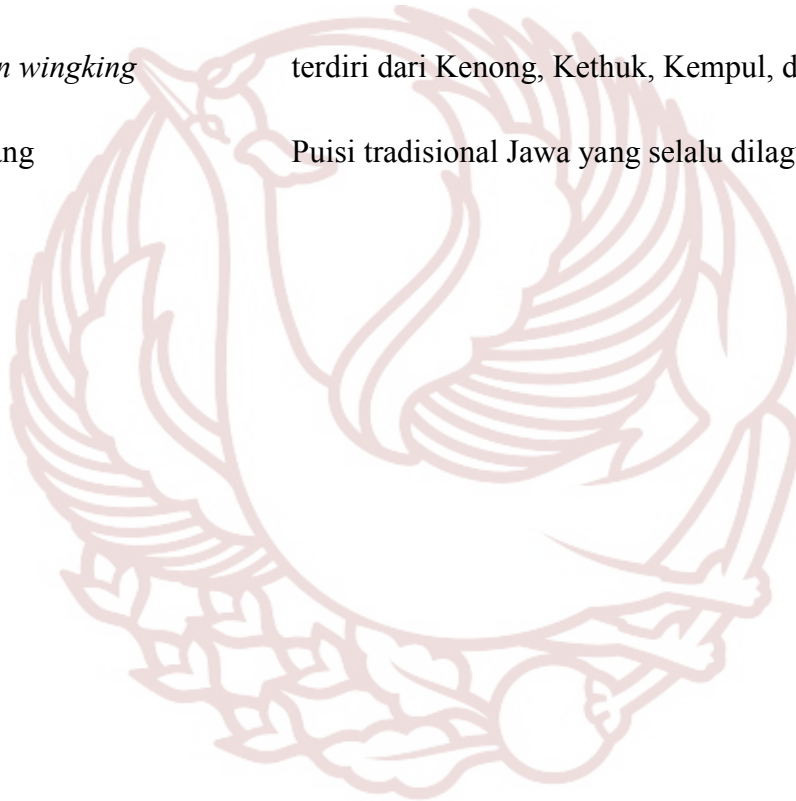 n wingking terdiri dari Kenong, Kethuk, Kempul, d
ng Puisi tradisional Jawa yang selalu dilag